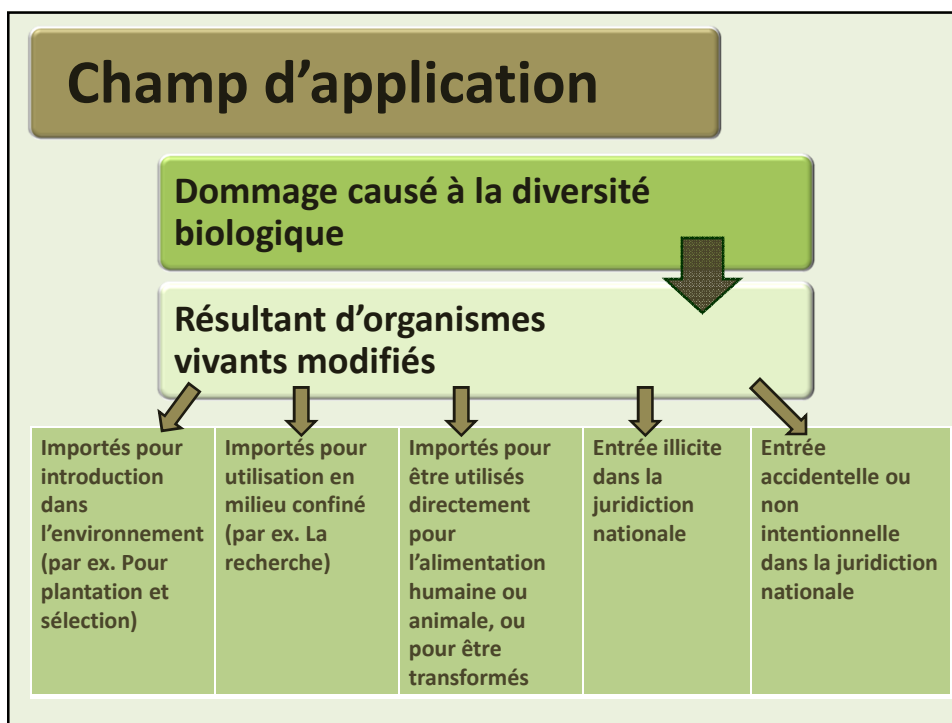 Champ d’application
Dommage causé à la diversité
biologique
Résultant d’organismes
vivants modifiés
Importés pour
introduction
dans
l’environnement
(par ex. Pour
plantation et
sélection)
Importés pour
utilisation en
milieu confiné
(par ex. La
recherche)
Importés pour
être utilisés
directement
pour
l’alimentation
humaine ou
animale, ou
pour être
transformés
Entrée illicite
dans la
juridiction
nationale
Entrée
accidentelle ou
non
intentionnelle
dans la juridiction
nationale